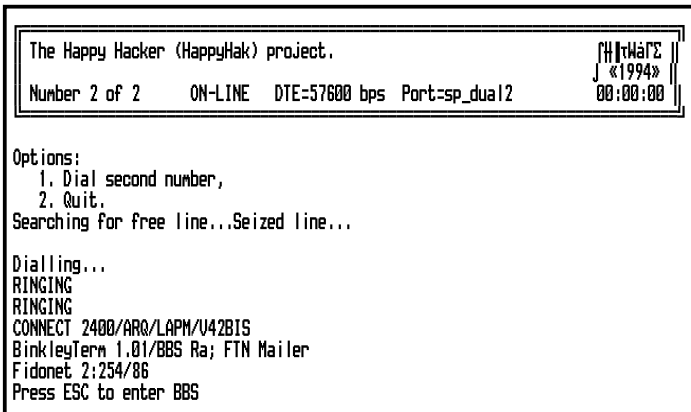 The Happy Hacker (HappyHak) project.
«1994»
Number 2 of 2 ON-LINE DTE=57600 bps Port=sp_dual2 00:00:00
Options:
1. Dial second number,
2. Quit.
Searching for free line...Seized line...
Dialling...
RINGING
RINGING
CONNECT 2400/ARQ/LAPM/V42BIS
BinkleyTerm 1.01/BBS Ra; FTN Mailer
Fidonet 2:254/86
Press ESC to enter BBS